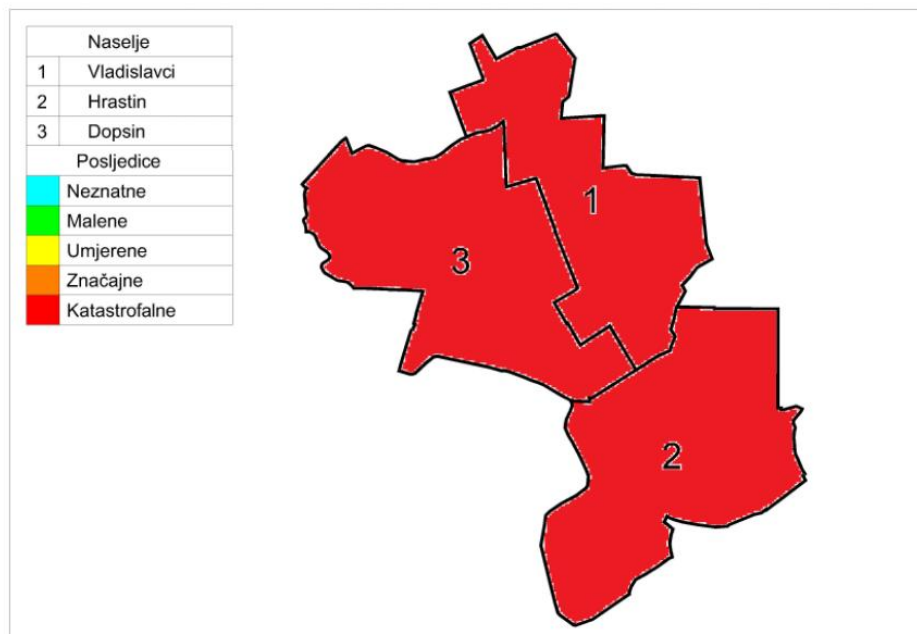 Naselje
1 Vladislavci
2 Hrastin
3 Dopsin
Posljedice
Neznatne
Malene
Umjerene
Značajne
Katastrofalne
1
3
2